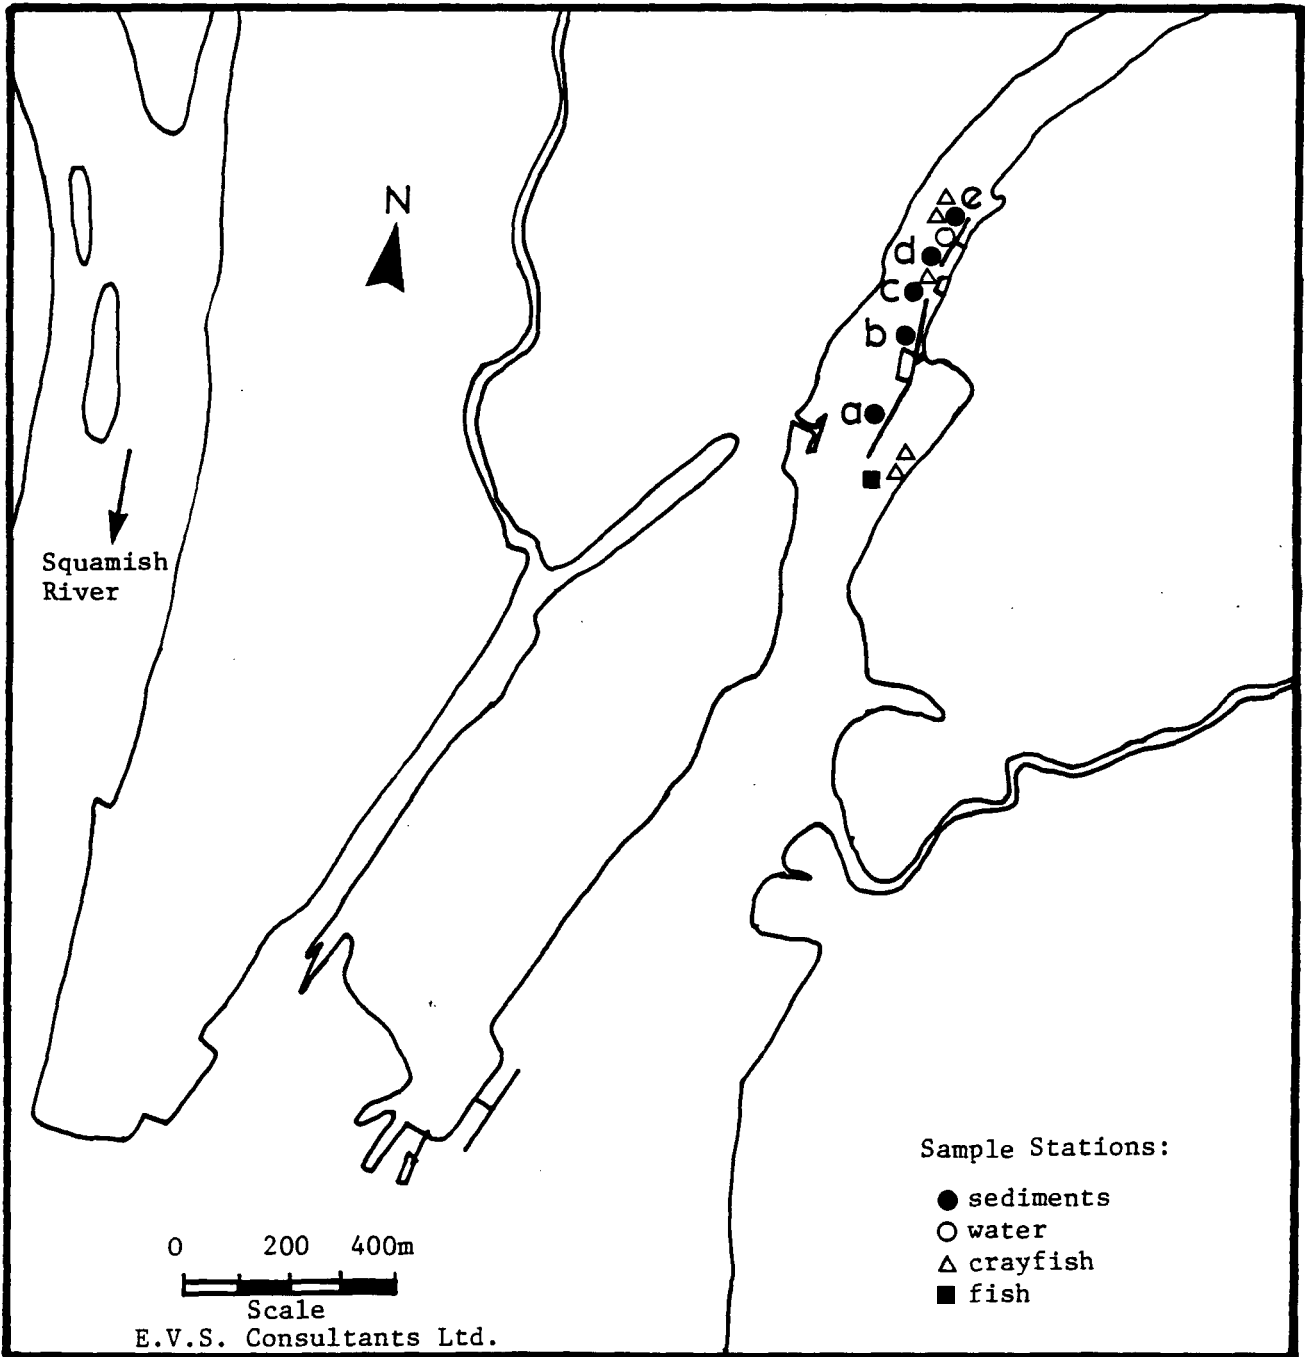 N
e
d
c
b
a
Squamish
River
Sample Stations:
sediments
water
crayfish
fish
0 200 400m
Scale
E.V.S. Consultants Ltd.